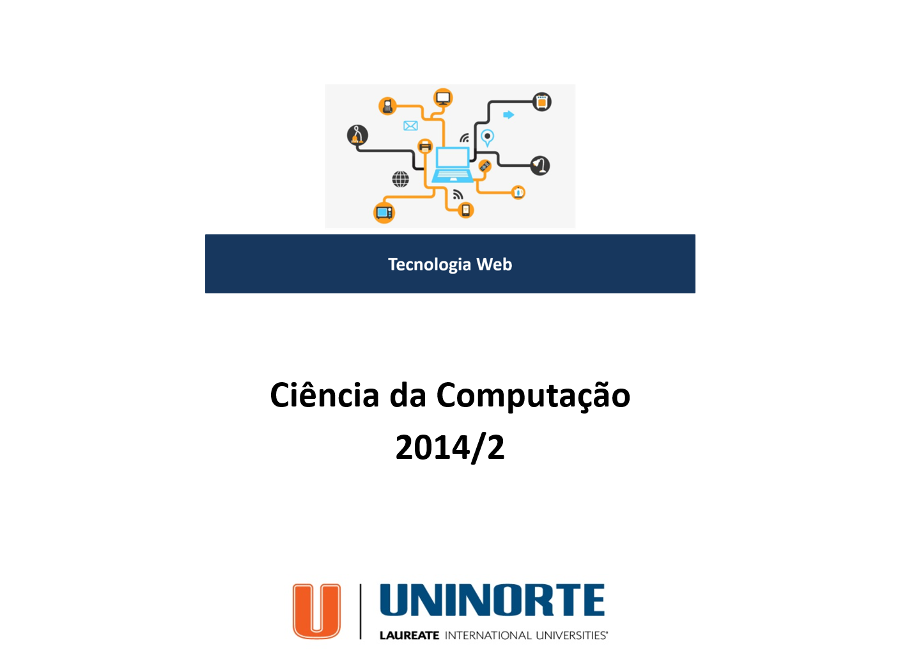 Tecnologia Web
Ciência da Computação
2014/2
U
UNINORTE
LAUREATE INTERNATIONAL UNIVERSITIES®